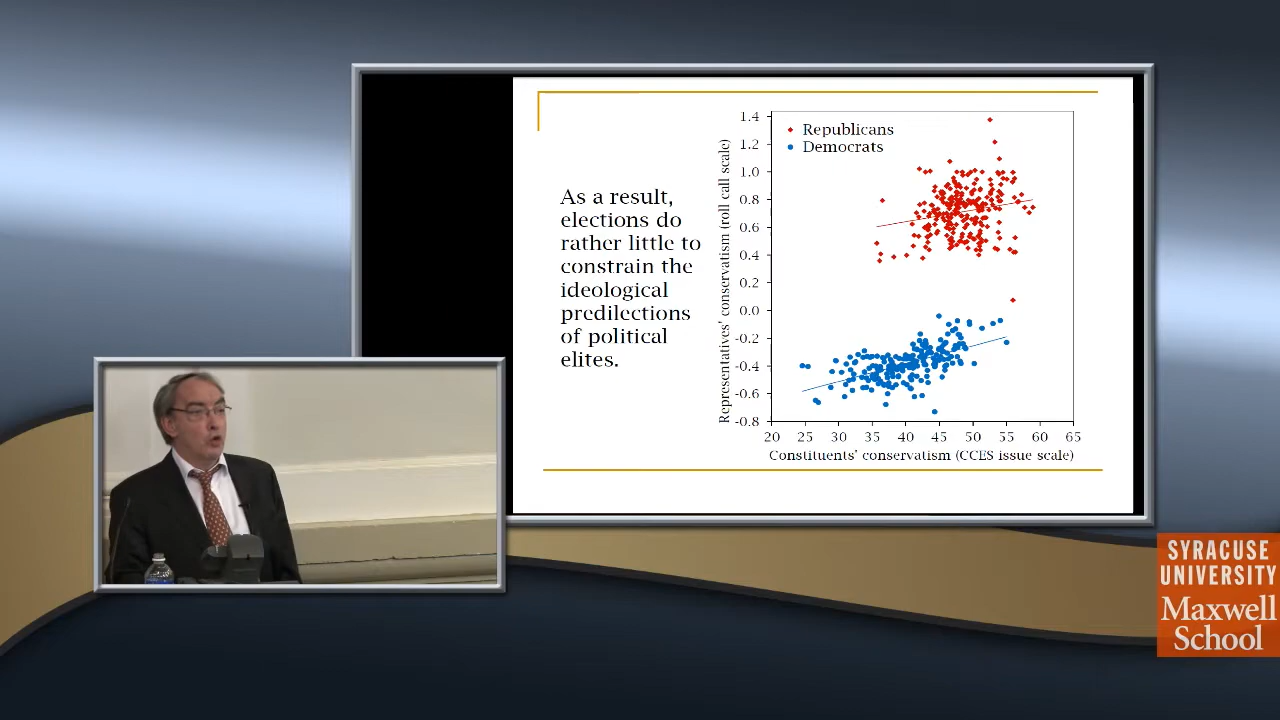 As a result,
elections do
rather little to
constrain the
ideological
predilections
of political
elites.
Representatives' conservatism (roll call scale)
1.4
1.2
1.0
0.8
0.6
0.4
0.2
0.0
-0.2
-0.4
-0.6
-0.8
Republicans
Democrats
20 25 30 35 40 45 50 55 60 65
Constituents' conservatism (CCES issue scale)
SYRACUSE
UNIVERSITY
Maxwell
School